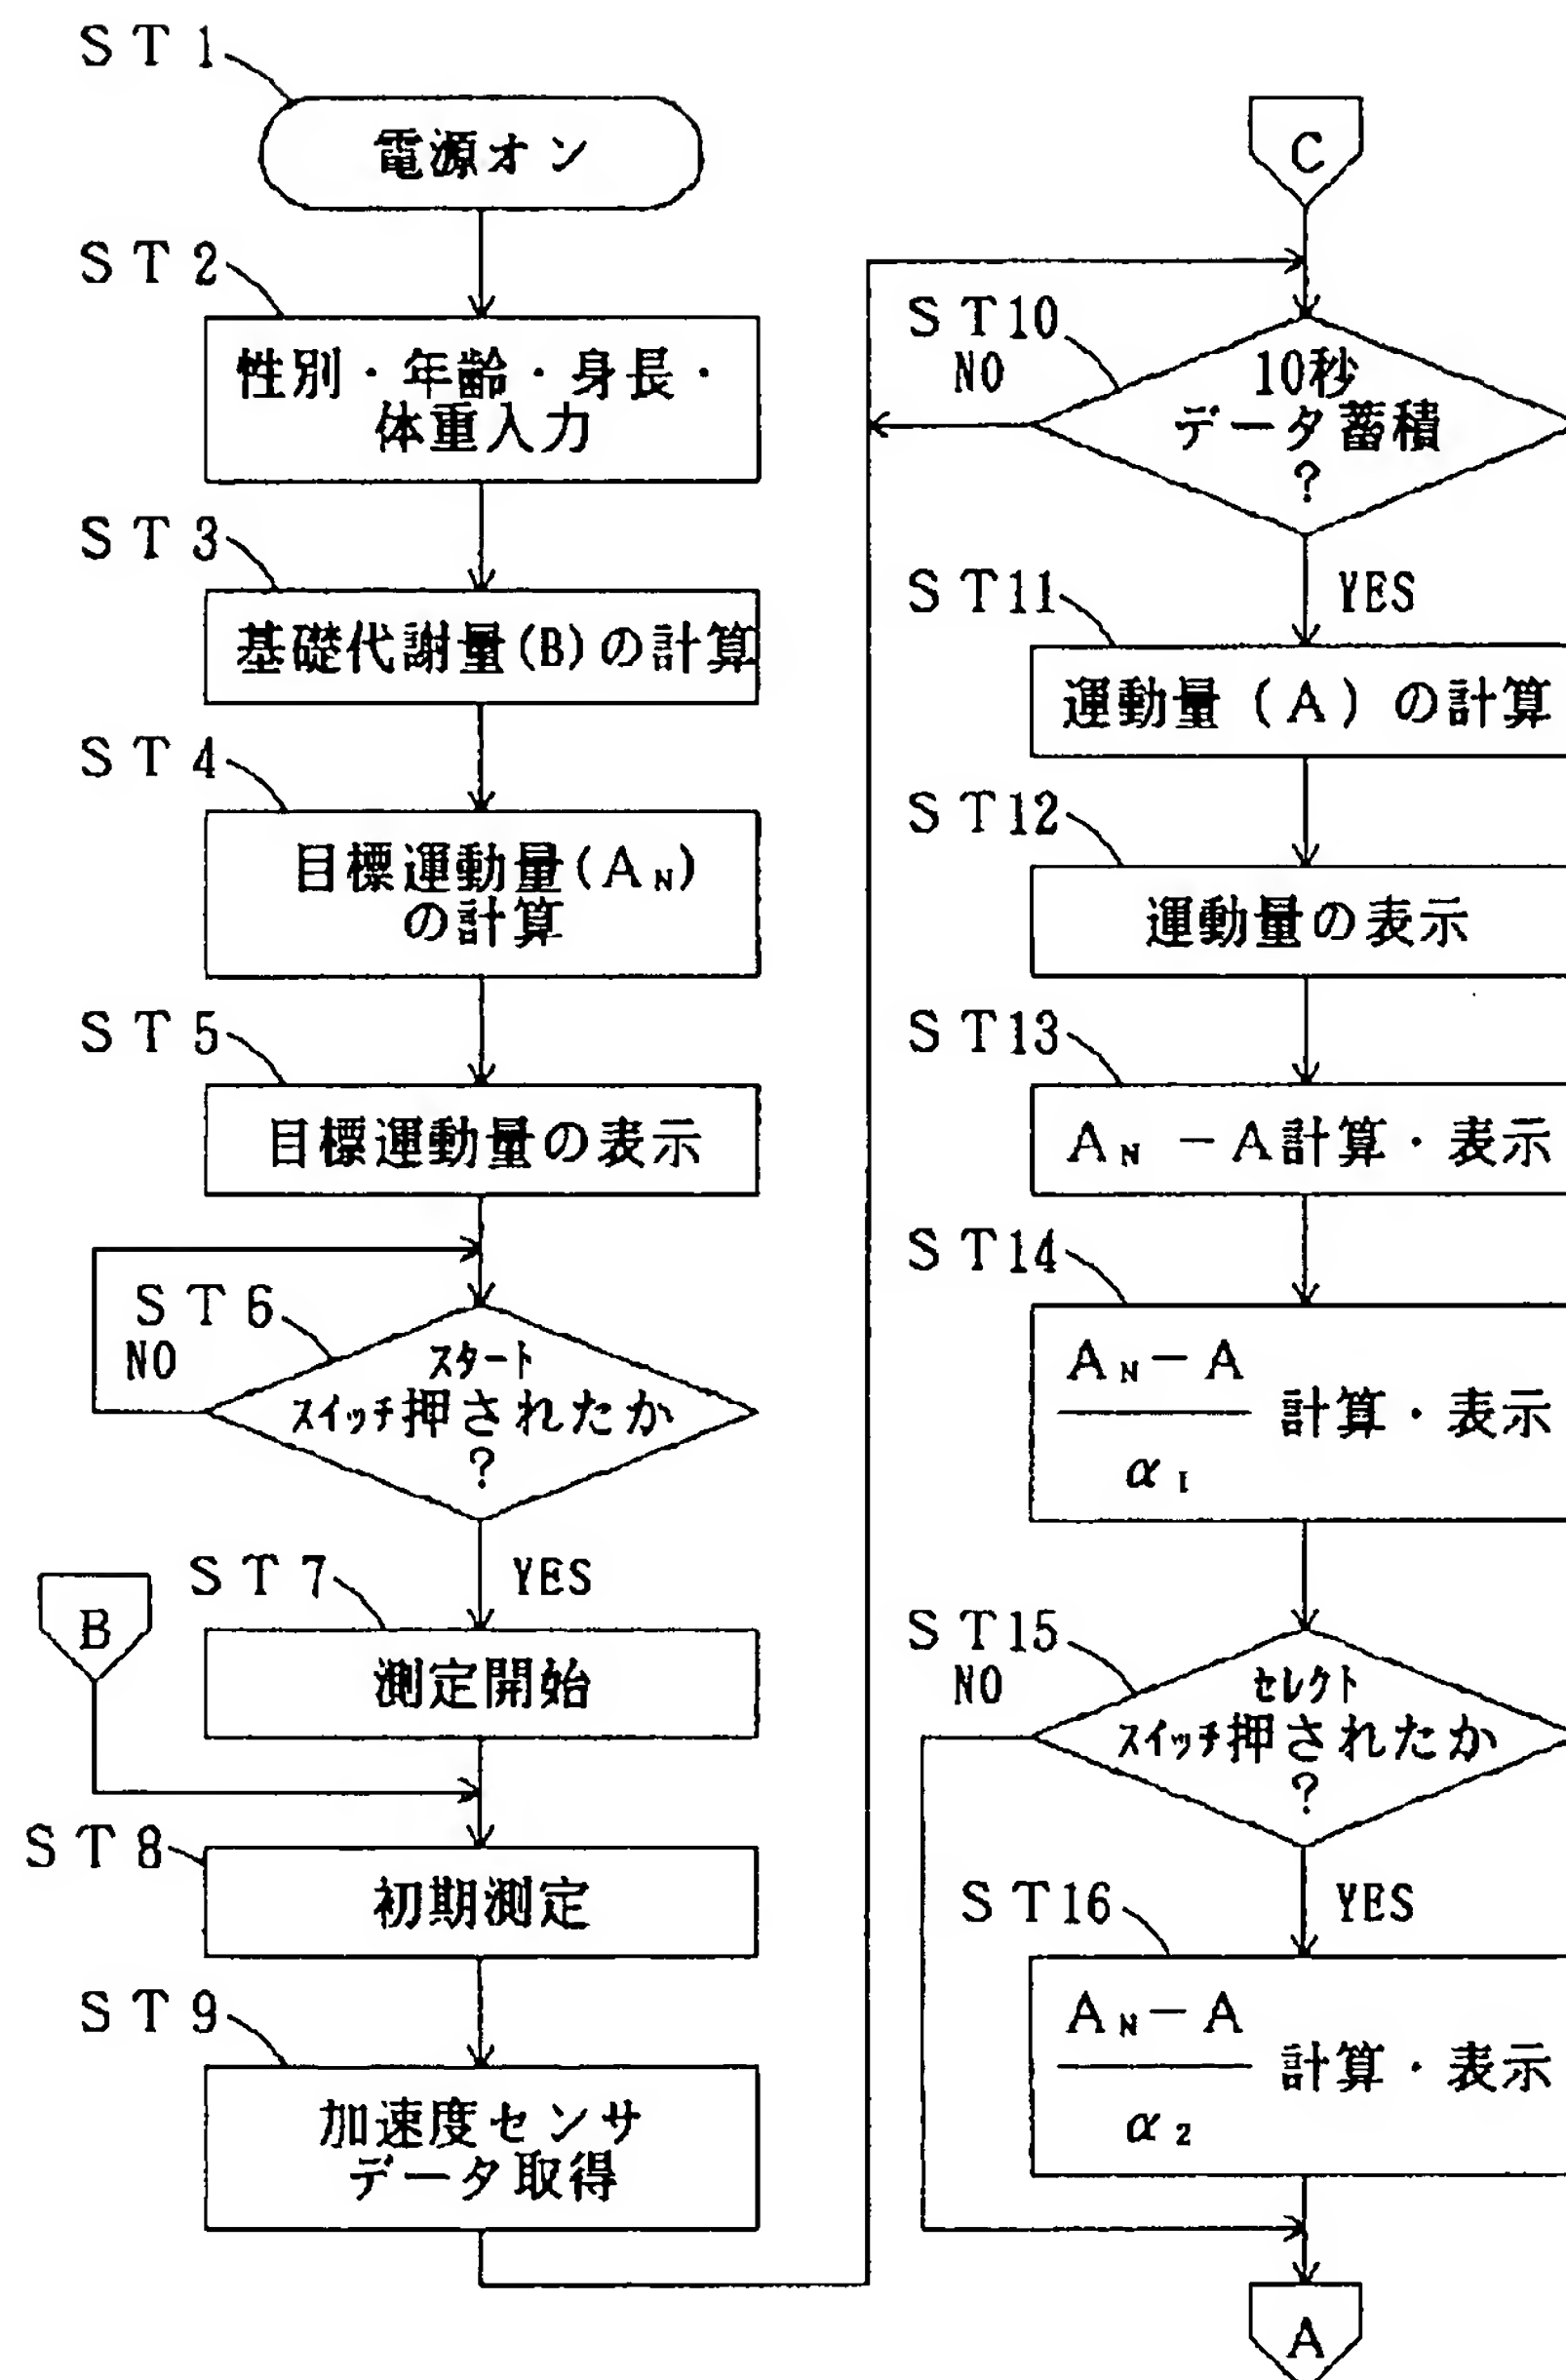 ST1
電源オン
ST2
性別・年齢・身長・
体重入力
ST3
基礎代謝量(B)の計算
ST4
目標運動量(AN)
の計算
ST5
目標運動量の表示
ST6
NO
スタート
スイッチ押されたか
?
YES
ST7
測定開始
B
ST8
初期測定
ST9
加速度センサ
データ取得
C
ST10
NO
10秒
データ蓄積
?
YES
ST11
運動量(A)の計算
ST12
運動量の表示
ST13
AN -A計算・表示
ST14
AN-A
計算・表示
α1
ST15
NO
セレクト
スイッチ押されたか
?
YES
ST16
AN-A
計算・表示
α2
A